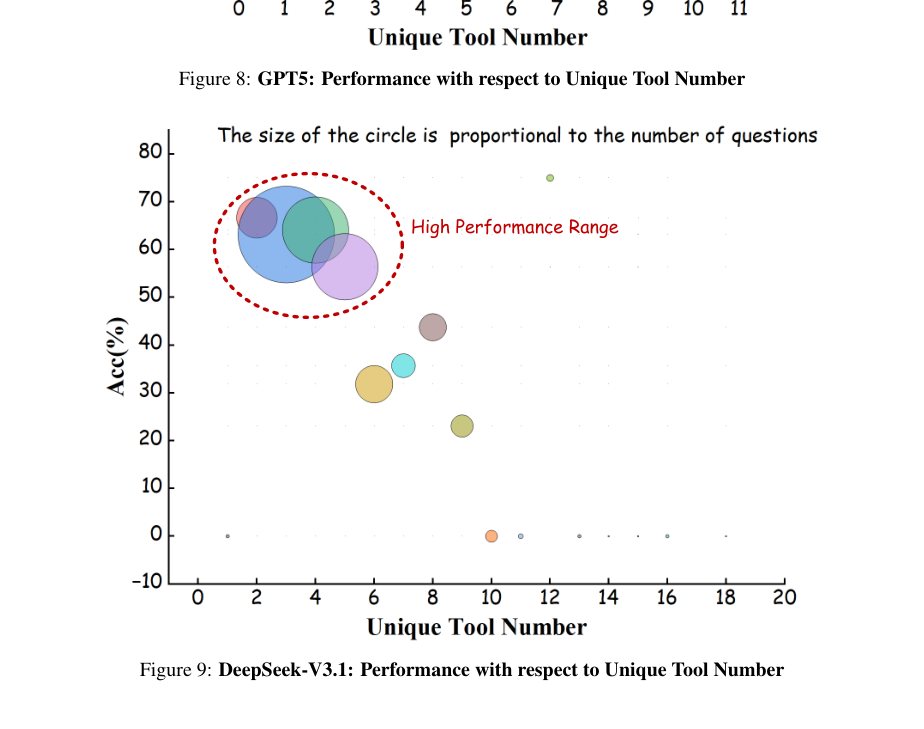 0 1 2 3 4 5 6 7 8 9 10 11
Unique Tool Number
Figure 8: GPT5: Performance with respect to Unique Tool Number
The size of the circle is proportional to the number of questions
80
70
High Performance Range
60
50
40
30
20
10
0
-10
Acc(%)
0 2 4 6 8 10 12 14 16 18 20
Unique Tool Number
Figure 9: DeepSeek-V3.1: Performance with respect to Unique Tool Number